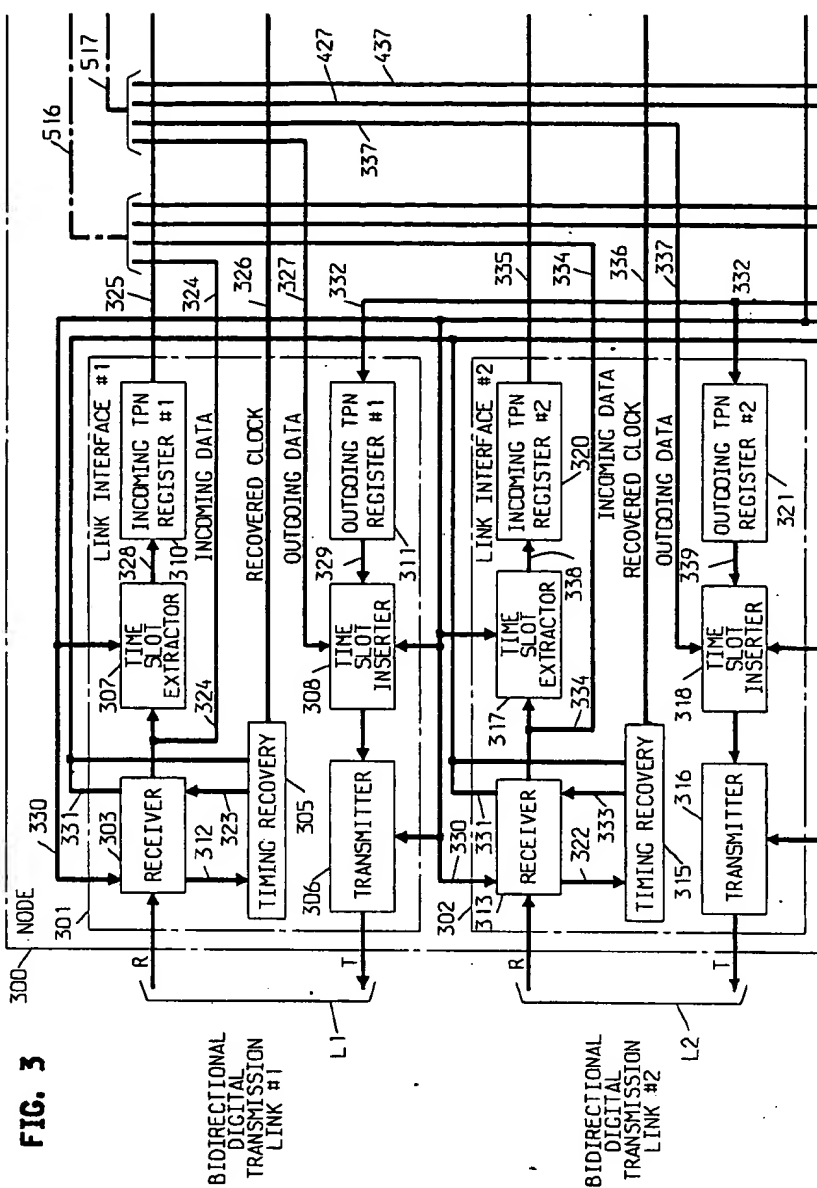 FIG. 3
300
NODE
516
517
427
437
337
330
331
301
303
RECEIVER
312
323
TIMING RECOVERY
305
306
TRANSMITTER
307
TIME
SLOT
EXTRACTOR
324
328
LINK INTERFACE #1
INCOMING TPN
REGISTER #1
310
INCOMING DATA
RECOVERED CLOCK
OUTGOING DATA
325
324
326
327
332
308
TIME
SLOT
INSERTER
329
OUTGOING TPN
REGISTER #1
311
R
T
L1
BIDIRECTIONAL
DIGITAL
TRANSMISSION
LINK #1
330
331
302
313
RECEIVER
322
333
TIMING RECOVERY
315
316
TRANSMITTER
317
TIME
SLOT
EXTRACTOR
334
338
LINK INTERFACE #2
INCOMING TPN
REGISTER #2
320
INCOMING DATA
RECOVERED CLOCK
OUTGOING DATA
335
334
336
337
332
318
TIME
SLOT
INSERTER
339
OUTGOING TPN
REGISTER #2
321
R
T
L2
BIDIRECTIONAL
DIGITAL
TRANSMISSION
LINK #2